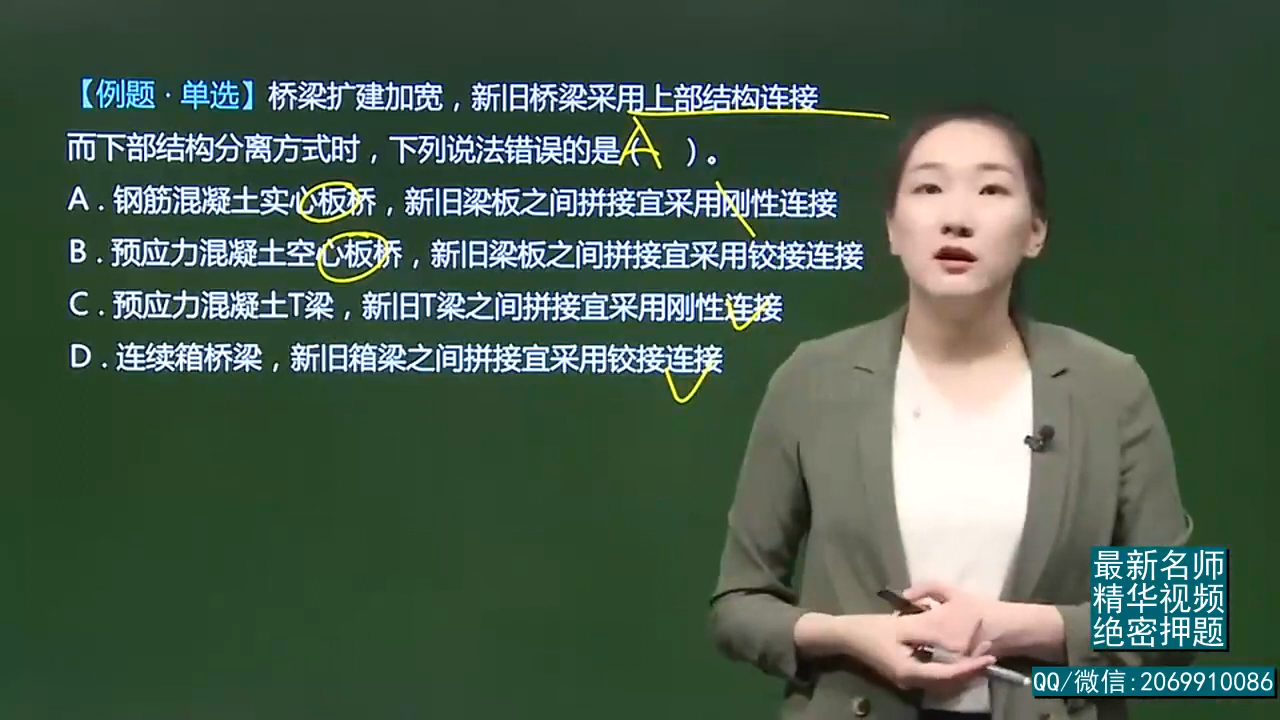 【例题·单选】桥梁扩建加宽，新旧桥梁采用上部结构连接
而下部结构分离方式时，下列说法错误的是（A ）。
A．钢筋混凝土实心板桥，新旧梁板之间拼接宜采用刚性连接
B．预应力混凝土空心板桥，新旧梁板之间拼接宜采用铰接连接
C．预应力混凝土T梁，新旧T梁之间拼接宜采用刚性连接
D．连续箱桥梁，新旧箱梁之间拼接宜采用铰接连接
最新名师
精华视频
绝密押题
QQ/微信:2069910086